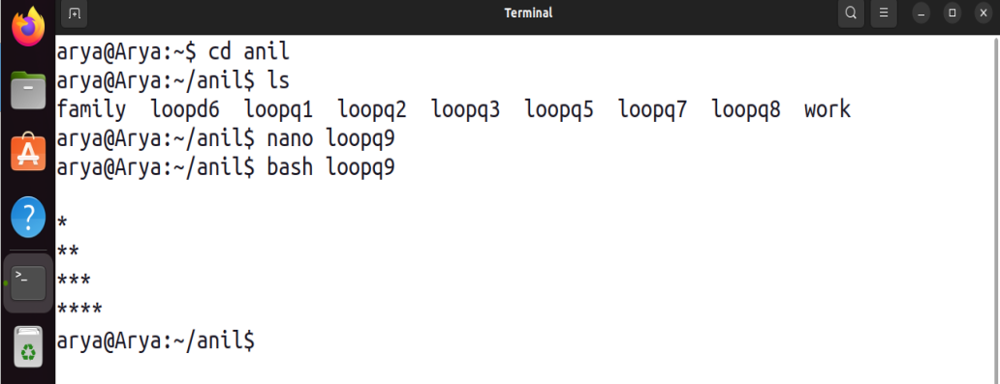 Terminal
arya@Arya:~$ cd anil
arya@Arya:~/anil$ ls
family  loopd6  loopq1  loopq2  loopq3  loopq5  loopq7  loopq8  work
arya@Arya:~/anil$ nano loopq9
arya@Arya:~/anil$ bash loopq9

*
**
***
****
arya@Arya:~/anil$